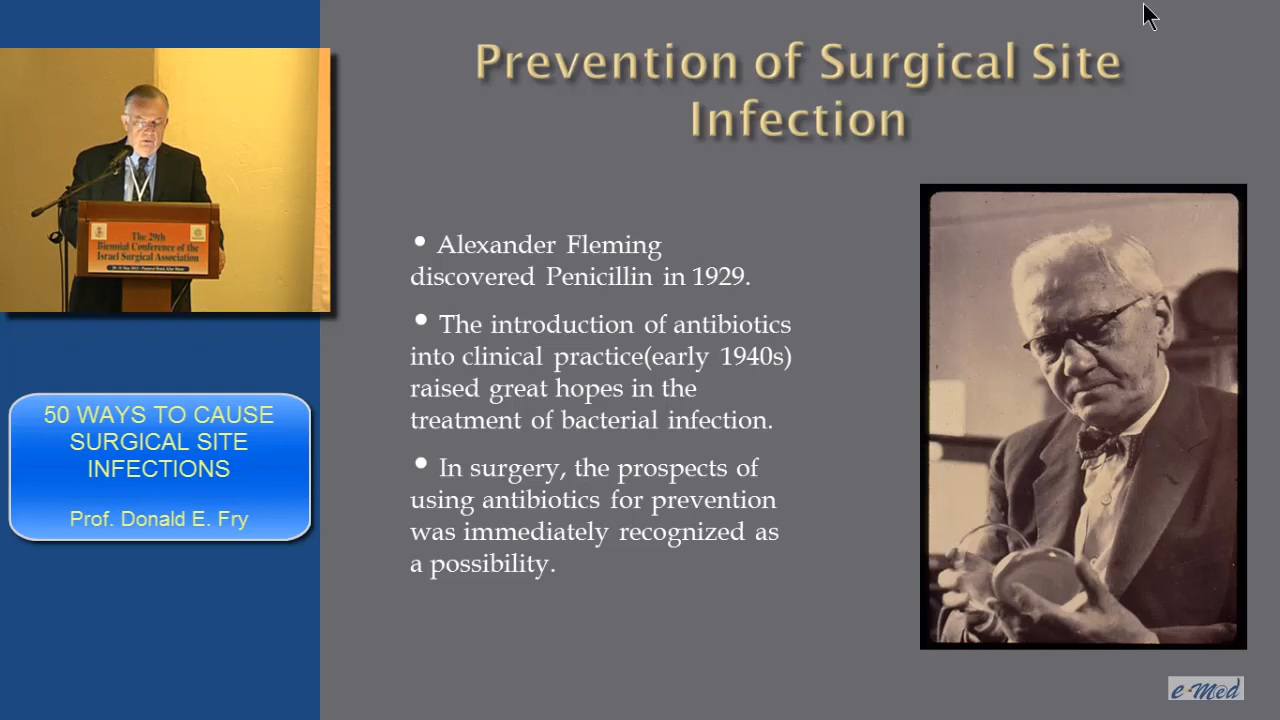 Prevention of Surgical Site
Infection
The 29th
Biennial Conference of the
Israel Surgical Association
50 WAYS TO CAUSE
SURGICAL SITE
INFECTIONS
Prof. Donald E. Fry
• Alexander Fleming
discovered Penicillin in 1929.
• The introduction of antibiotics
into clinical practice(early 1940s)
raised great hopes in the
treatment of bacterial infection.
• In surgery, the prospects of
using antibiotics for prevention
was immediately recognized as
a possibility.
e-Med